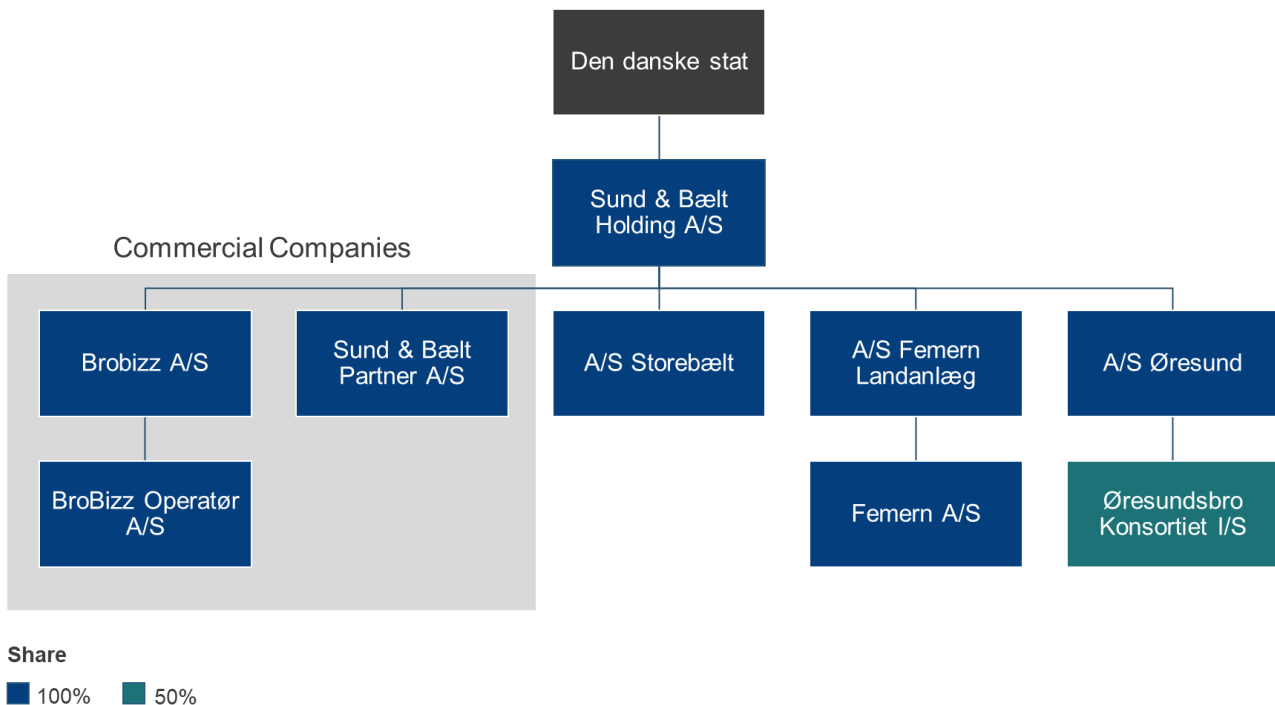 Den danske stat
Sund & Bælt
Holding A/S
Commercial Companies
Brobizz A/S
Sund & Bælt
Partner A/S
A/S Storebælt
A/S Femern
Landanlæg
A/S Øresund
BroBizz Operatør
A/S
Femern A/S
Øresundsbro
Konsortiet I/S
Share
100%
50%